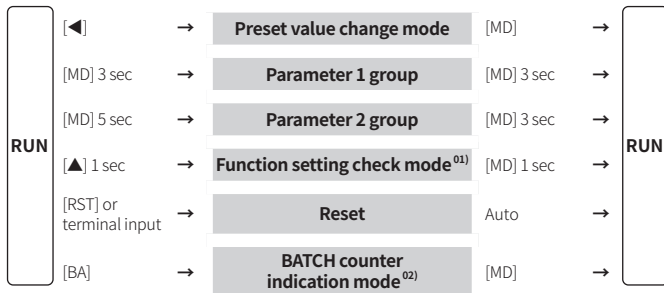 RUN
[◀] → Preset value change mode [MD] →
[MD] 3 sec → Parameter 1 group [MD] 3 sec →
[MD] 5 sec → Parameter 2 group [MD] 3 sec →
[▲] 1 sec → Function setting check mode 01) [MD] 1 sec →
[RST] or
terminal input → Reset Auto →
[BA] → BATCH counter
indication mode 02) [MD] →
RUN